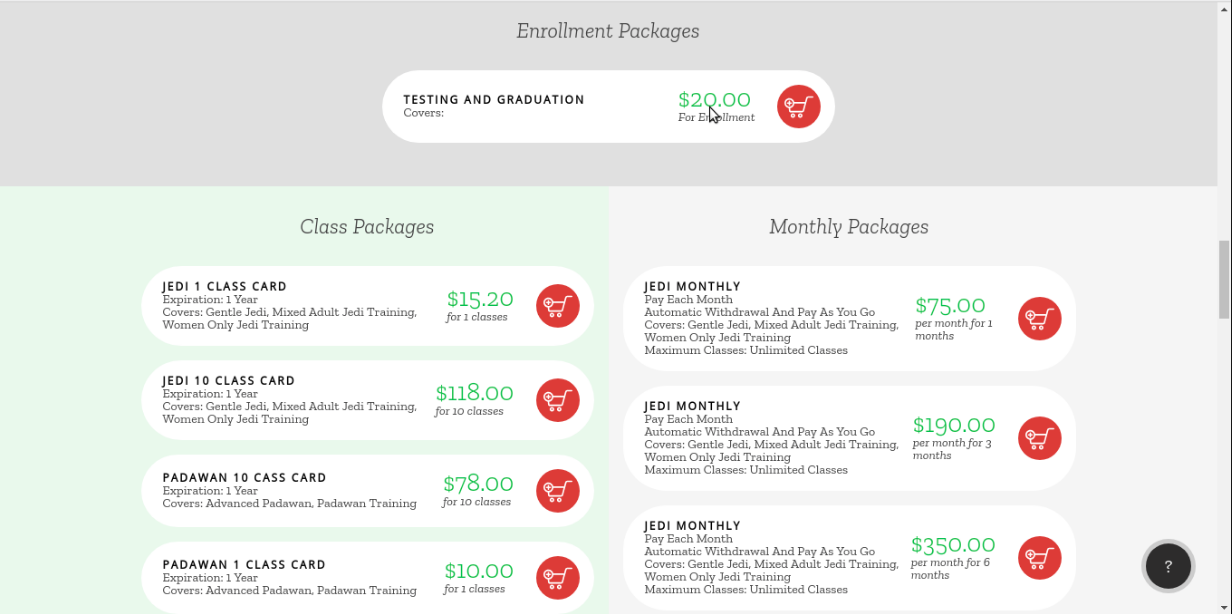 Enrollment Packages
TESTING AND GRADUATION
Covers:
$20.00
For Enrollment
Class Packages
JEDI 1 CLASS CARD
Expiration: 1 Year
Covers: Gentle Jedi, Mixed Adult Jedi Training,
Women Only Jedi Training
$15.20
for 1 classes
JEDI 10 CLASS CARD
Expiration: 1 Year
Covers: Gentle Jedi, Mixed Adult Jedi Training,
Women Only Jedi Training
$118.00
for 10 classes
PADAWAN 10 CASS CARD
Expiration: 1 Year
Covers: Advanced Padawan, Padawan Training
$78.00
for 10 classes
PADAWAN 1 CLASS CARD
Expiration: 1 Year
Covers: Advanced Padawan, Padawan Training
$10.00
for 1 classes
Monthly Packages
JEDI MONTHLY
Pay Each Month
Automatic Withdrawal And Pay As You Go
Covers: Gentle Jedi, Mixed Adult Jedi Training,
Women Only Jedi Training
Maximum Classes: Unlimited Classes
$75.00
per month for 1
months
JEDI MONTHLY
Pay Each Month
Automatic Withdrawal And Pay As You Go
Covers: Gentle Jedi, Mixed Adult Jedi Training,
Women Only Jedi Training
Maximum Classes: Unlimited Classes
$190.00
per month for 3
months
JEDI MONTHLY
Pay Each Month
Automatic Withdrawal And Pay As You Go
Covers: Gentle Jedi, Mixed Adult Jedi Training,
Women Only Jedi Training
Maximum Classes: Unlimited Classes
$350.00
per month for 6
months
?